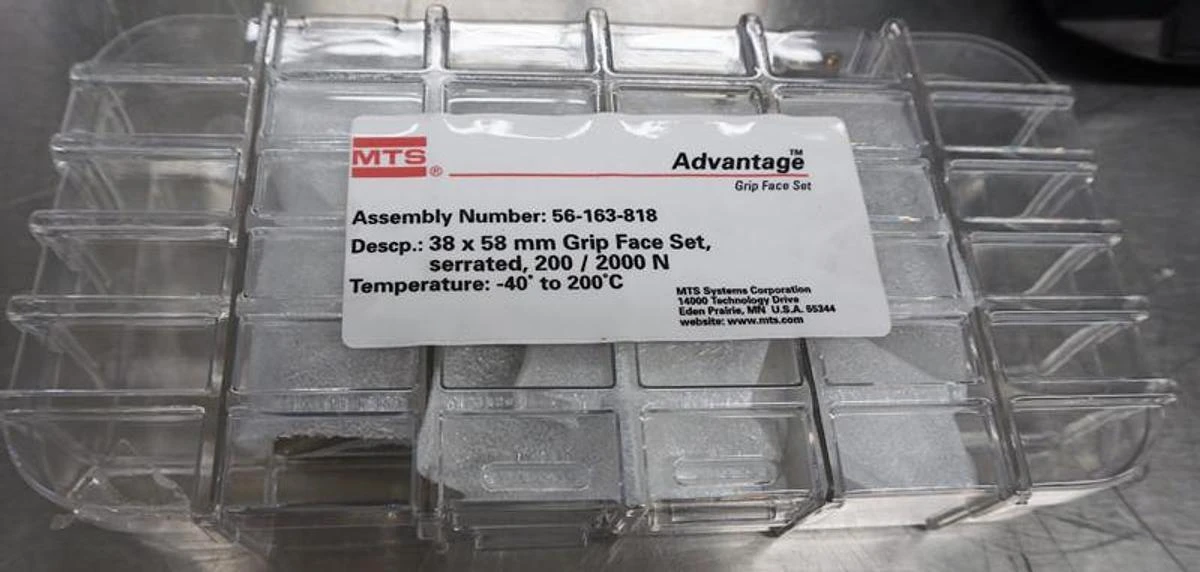 MTS®
Advantage™
Grip Face Set
Assembly Number: 56-163-818
Descp.: 38 x 58 mm Grip Face Set,
serrated, 200 / 2000 N
Temperature: -40° to 200°C
MTS Systems Corporation
14000 Technology Drive
Eden Prairie, MN U.S.A. 55344
website: www.mts.com